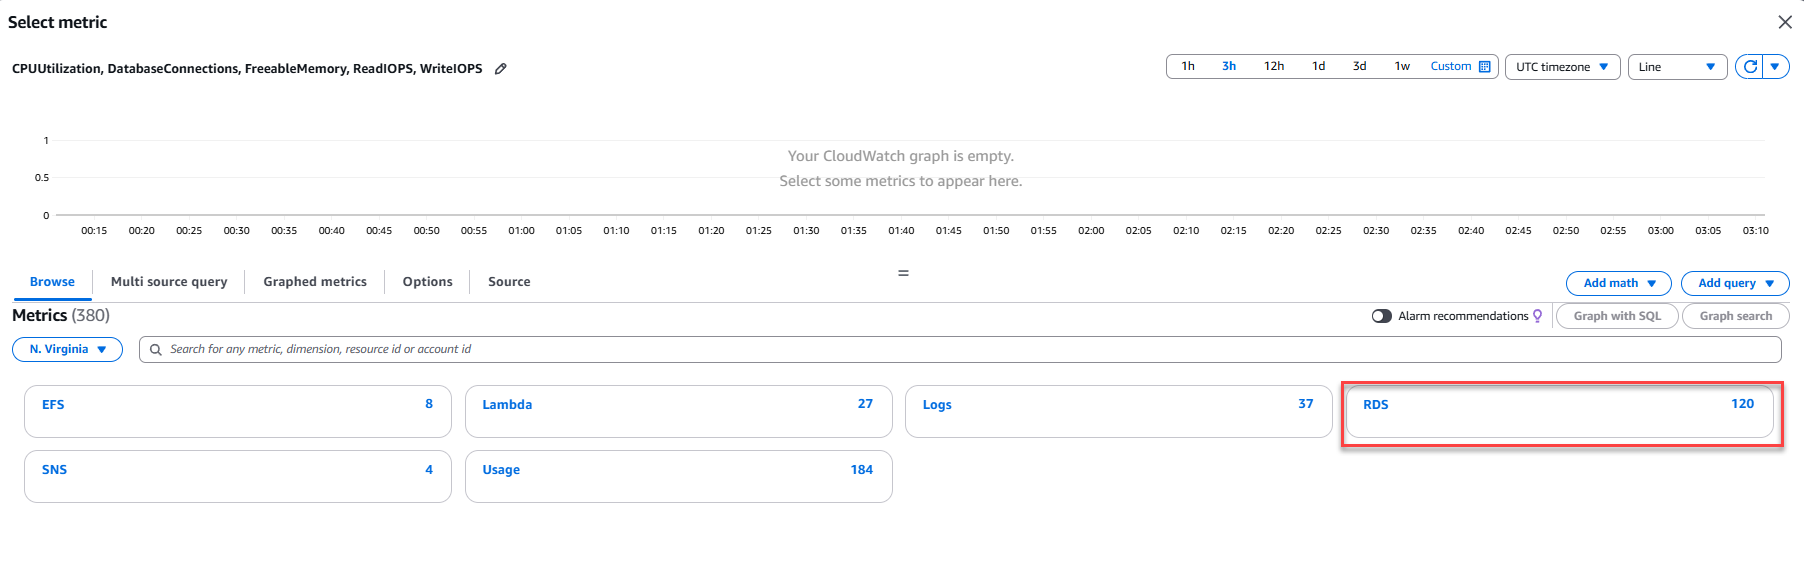 Select metric
CPUUtilization, DatabaseConnections, FreeableMemory, ReadIOPS, WriteIOPS
1h 3h 12h 1d 3d 1w Custom
UTC timezone
Line
1
0.5
0
Your CloudWatch graph is empty.
Select some metrics to appear here.
00:15 00:20 00:25 00:30 00:35 00:40 00:45 00:50 00:55 01:00 01:05 01:10 01:15 01:20 01:25 01:30 01:35 01:40 01:45 01:50 01:55 02:00 02:05 02:10 02:15 02:20 02:25 02:30 02:35 02:40 02:45 02:50 02:55 03:00 03:05 03:10
Browse Multi source query Graphed metrics Options Source
Add math Add query
Metrics (380)
Alarm recommendations Graph with SQL Graph search
N. Virginia
Search for any metric, dimension, resource id or account id
EFS 8
Lambda 27
Logs 37
RDS 120
SNS 4
Usage 184